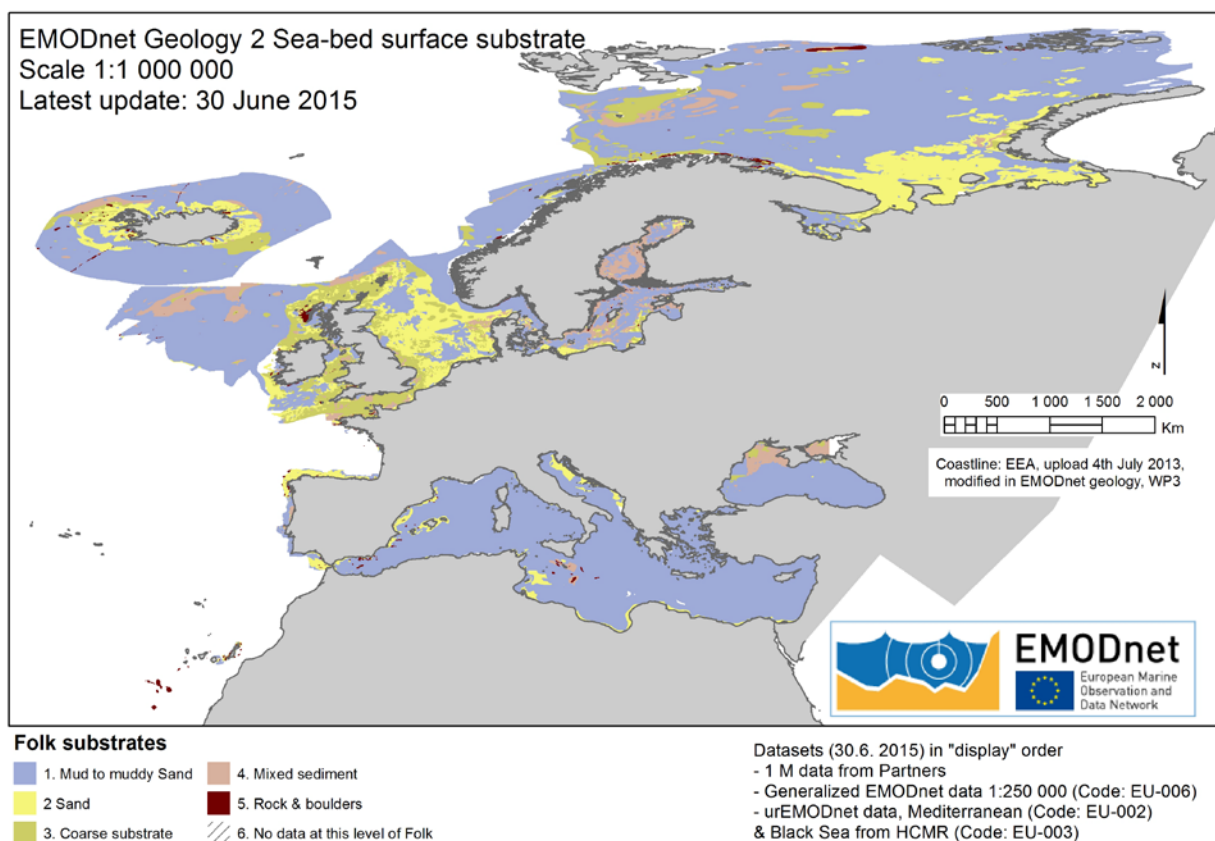 EMODnet Geology 2 Sea-bed surface substrate
Scale 1:1 000 000
Latest update: 30 June 2015
N
0 500 1 000 1 500 2 000
Km
Coastline: EEA, upload 4th July 2013,
modified in EMODnet geology, WP3
EMODnet
European Marine
Observation and
Data Network
Folk substrates
1. Mud to muddy Sand
2 Sand
3. Coarse substrate
4. Mixed sediment
5. Rock & boulders
6. No data at this level of Folk
Datasets (30.6. 2015) in "display" order
- 1 M data from Partners
- Generalized EMODnet data 1:250 000 (Code: EU-006)
- urEMODnet data, Mediterranean (Code: EU-002)
& Black Sea from HCMR (Code: EU-003)